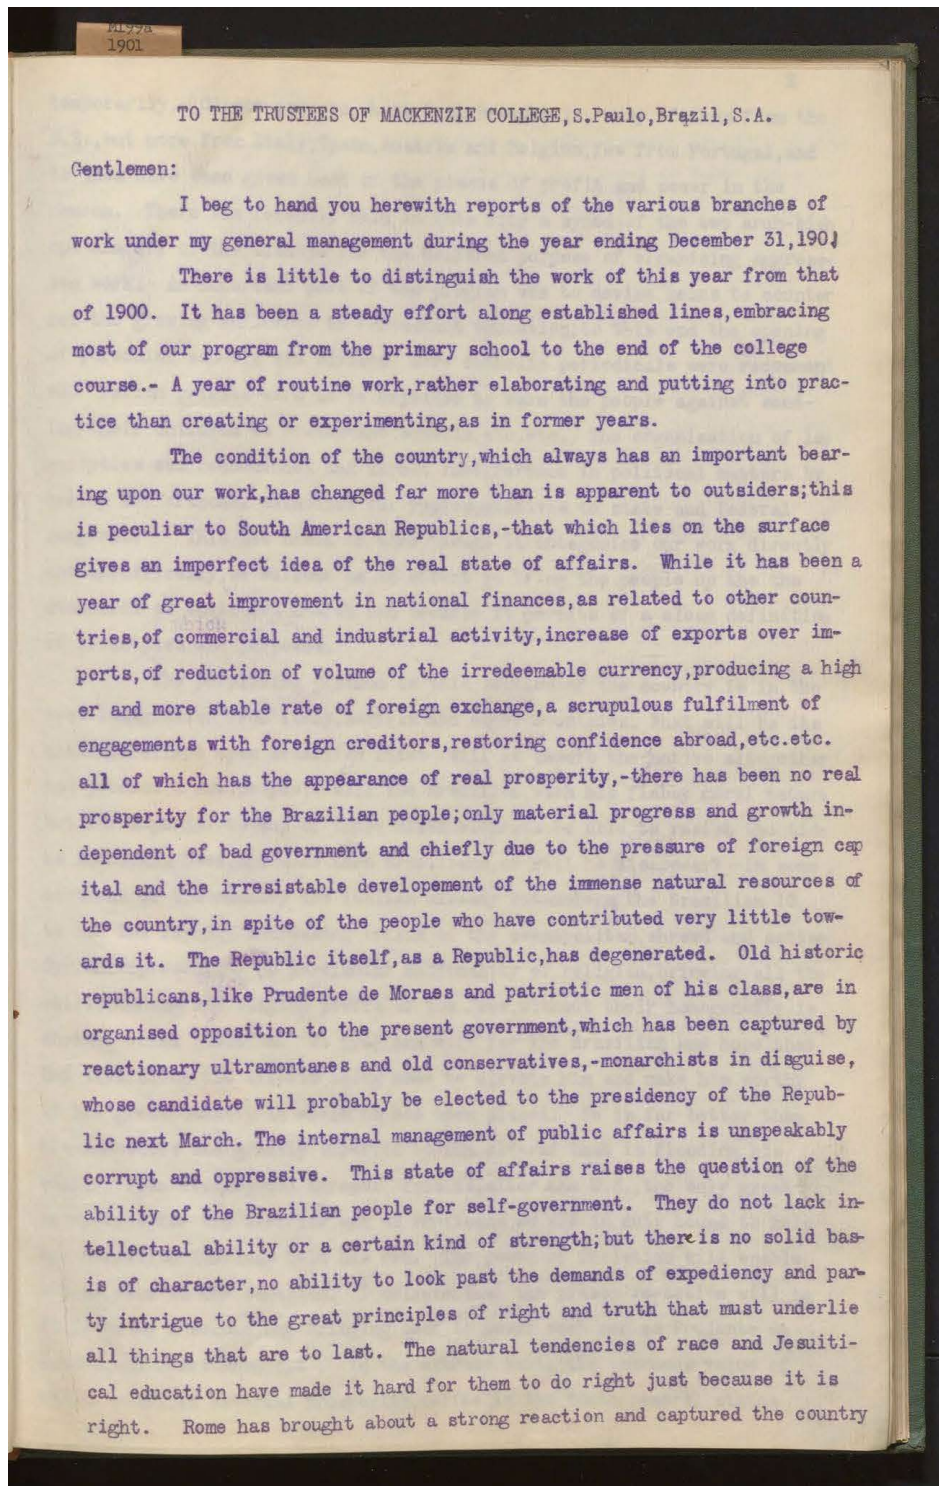 M199a
1901
TO THE TRUSTEES OF MACKENZIE COLLEGE,S.Paulo,Brazil,S.A.
Gentlemen:
I beg to hand you herewith reports of the various branches of
work under my general management during the year ending December 31,1901
There is little to distinguish the work of this year from that
of 1900. It has been a steady effort along established lines,embracing
most of our program from the primary school to the end of the college
course.- A year of routine work,rather elaborating and putting into prac-
tice than creating or experimenting,as in former years.
The condition of the country,which always has an important bear-
ing upon our work,has changed far more than is apparent to outsiders;this
is peculiar to South American Republics,-that which lies on the surface
gives an imperfect idea of the real state of affairs. While it has been a
year of great improvement in national finances,as related to other coun-
tries,of commercial and industrial activity,increase of exports over im-
ports,of reduction of volume of the irredeemable currency,producing a high
er and more stable rate of foreign exchange,a scrupulous fulfilment of
engagements with foreign creditors,restoring confidence abroad,etc.etc.
all of which has the appearance of real prosperity,-there has been no real
prosperity for the Brazilian people;only material progress and growth in-
dependent of bad government and chiefly due to the pressure of foreign cap
ital and the irresistable developement of the immense natural resources of
the country,in spite of the people who have contributed very little tow-
ards it. The Republic itself,as a Republic,has degenerated. Old historic
republicans,like Prudente de Moraes and patriotic men of his class,are in
organised opposition to the present government,which has been captured by
reactionary ultramontanes and old conservatives,-monarchists in disguise,
whose candidate will probably be elected to the presidency of the Repub-
lic next March. The internal management of public affairs is unspeakably
corrupt and oppressive. This state of affairs raises the question of the
ability of the Brazilian people for self-government. They do not lack in-
tellectual ability or a certain kind of strength;but there is no solid bas-
is of character,no ability to look past the demands of expediency and par-
ty intrigue to the great principles of right and truth that must underlie
all things that are to last. The natural tendencies of race and Jesuiti-
cal education have made it hard for them to do right just because it is
right. Rome has brought about a strong reaction and captured the country